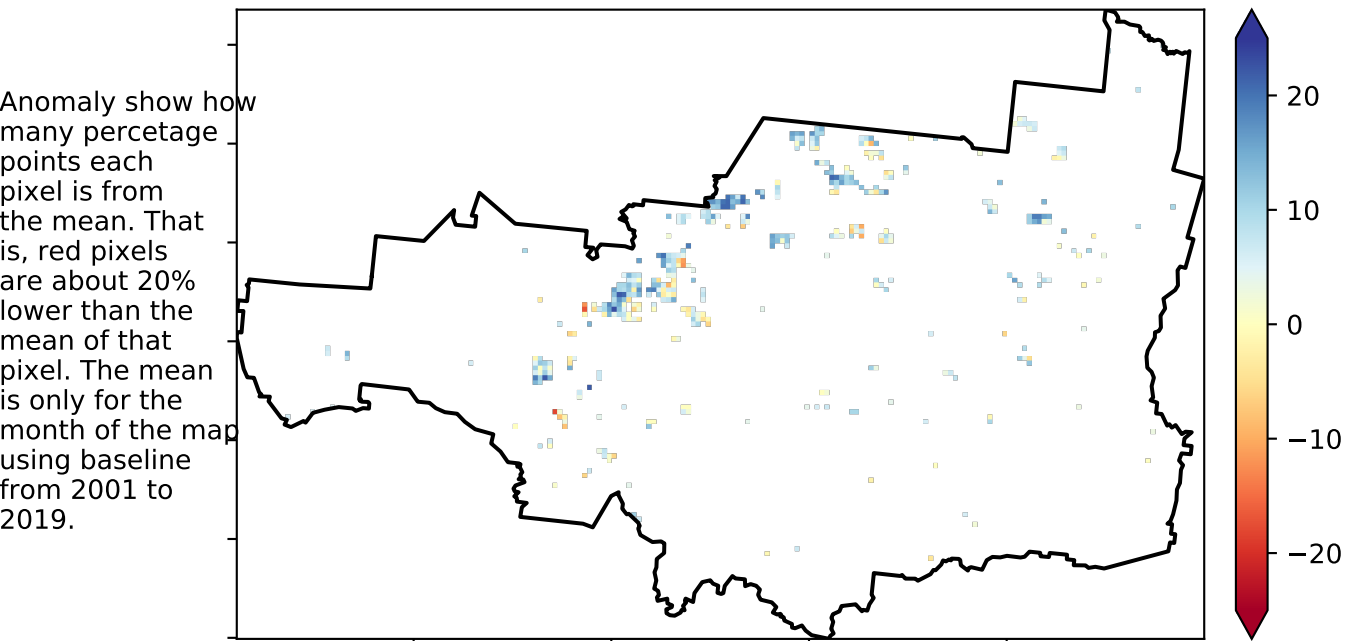 Anomaly show how
many percetage
points each
pixel is from
the mean. That
is, red pixels
are about 20%
lower than the
mean of that
pixel. The mean
is only for the
month of the map
using baseline
from 2001 to
2019.
20
10
0
−10
−20